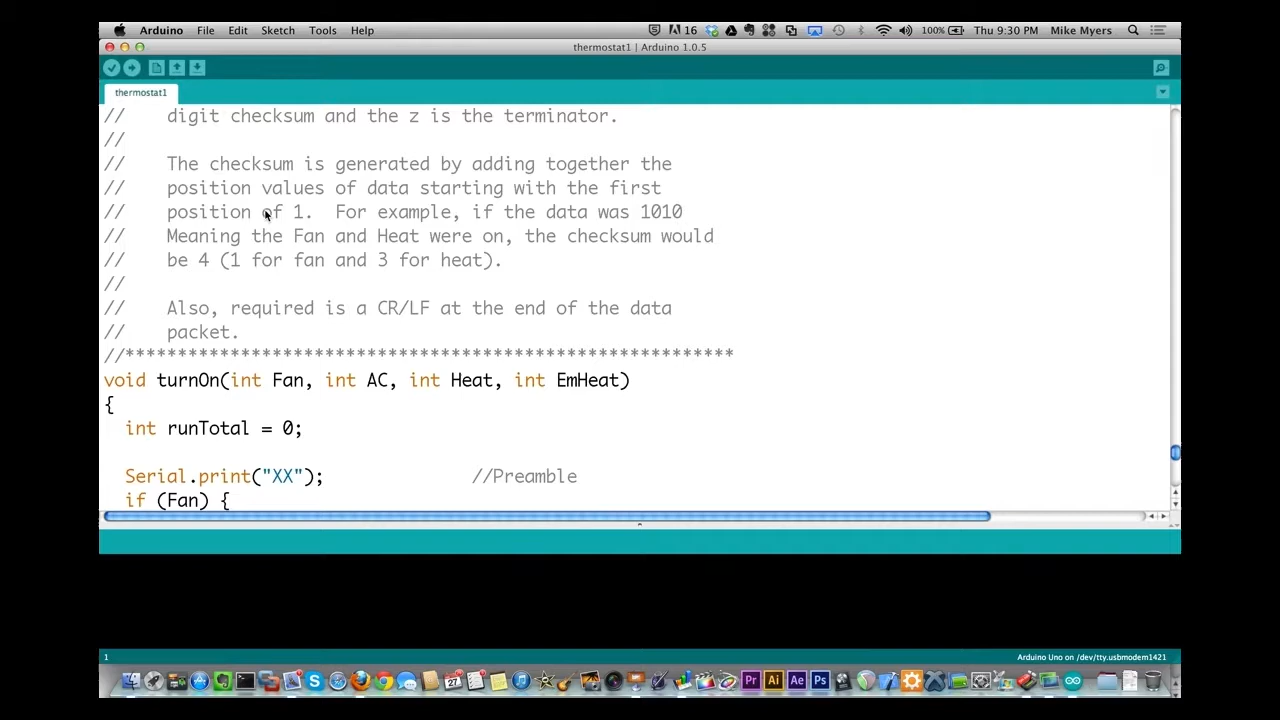 Arduino File Edit Sketch Tools Help 16 100% Thu 9:30 PM Mike Myers
thermostat1 | Arduino 1.0.5
thermostat1
// digit checksum and the z is the terminator.
//
// The checksum is generated by adding together the
// position values of data starting with the first
// position of 1. For example, if the data was 1010
// Meaning the Fan and Heat were on, the checksum would
// be 4 (1 for fan and 3 for heat).
//
// Also, required is a CR/LF at the end of the data
// packet.
//**********************************************************
void turnOn(int Fan, int AC, int Heat, int EmHeat)
{
int runTotal = 0;
Serial.print("XX"); //Preamble
if (Fan) {
1 Arduino Uno on /dev/tty.usbmodem1421
27 Pr Ai Ae Ps